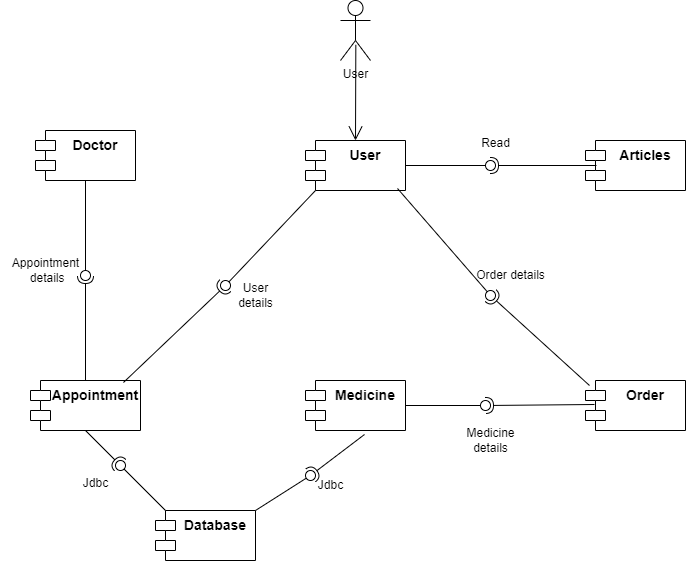 User
Doctor
User
Read
Articles
Appointment
details
User
details
Order details
Appointment
Medicine
Order
Medicine
details
Jdbc
Jdbc
Database